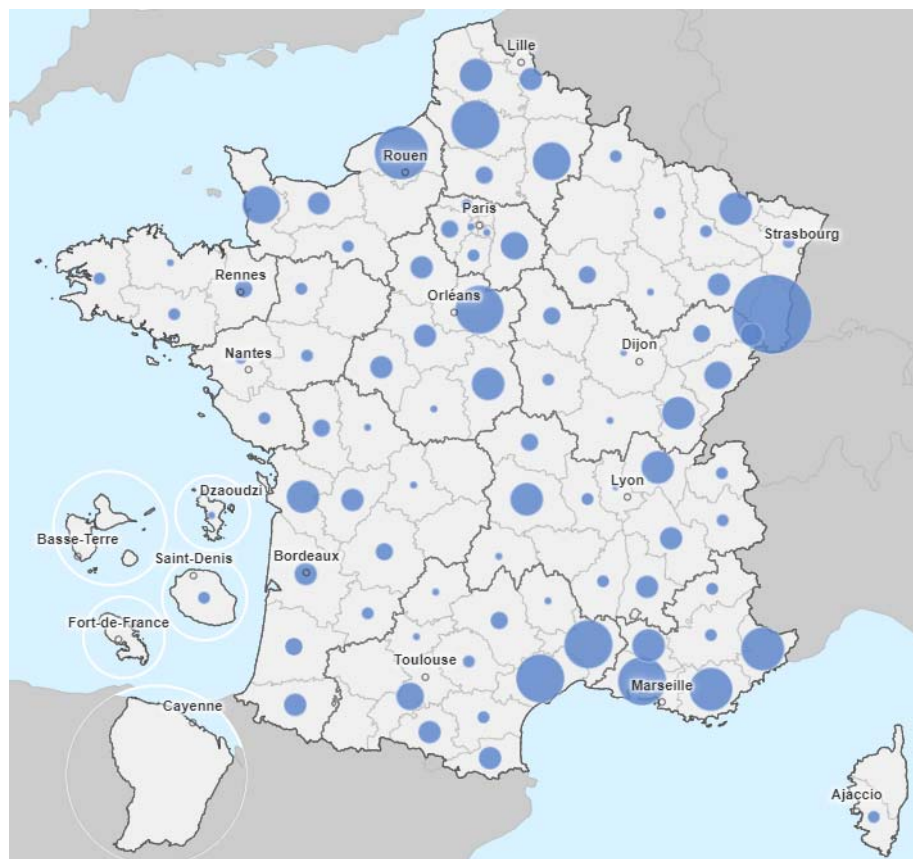 Lille
Rouen
Paris
Strasbourg
Rennes
Orléans
Nantes
Dijon
Lyon
Dzaoudzi
Basse-Terre
Saint-Denis
Bordeaux
Fort-de-France
Toulouse
Marseille
Cayenne
Ajaccio